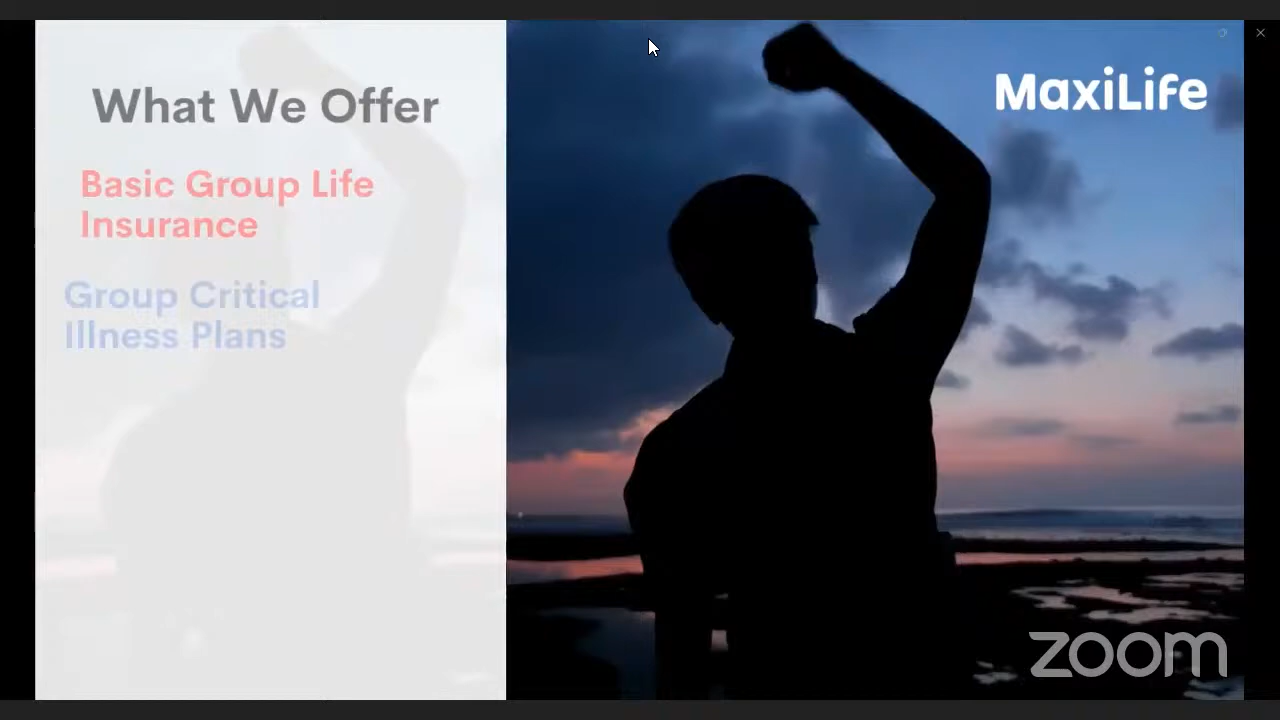 What We Offer
Basic Group Life
Insurance
Group Critical
Illness Plans
MaxiLife
zoom